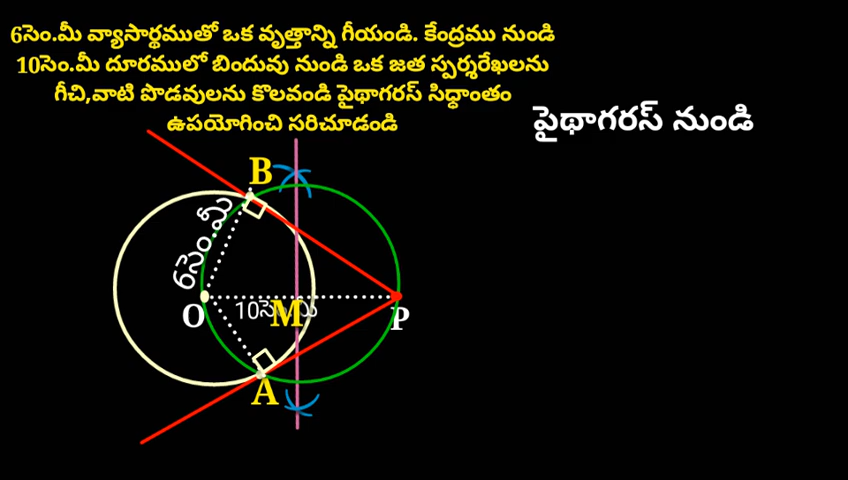 6సెం.మీ వ్యాసార్థముతో ఒక వృత్తాన్ని గీయండి. కేంద్రము నుండి
10సెం.మీ దూరములో బిందువు నుండి ఒక జత స్పర్శరేఖలను
గీచి,వాటి పొడవులను కొలవండి పైథాగరస్ సిద్ధాంతం
ఉపయోగించి సరిచూడండి
పైథాగరస్ నుండి
B
6సెం.మీ
O
10సెం.మీ
M
P
A